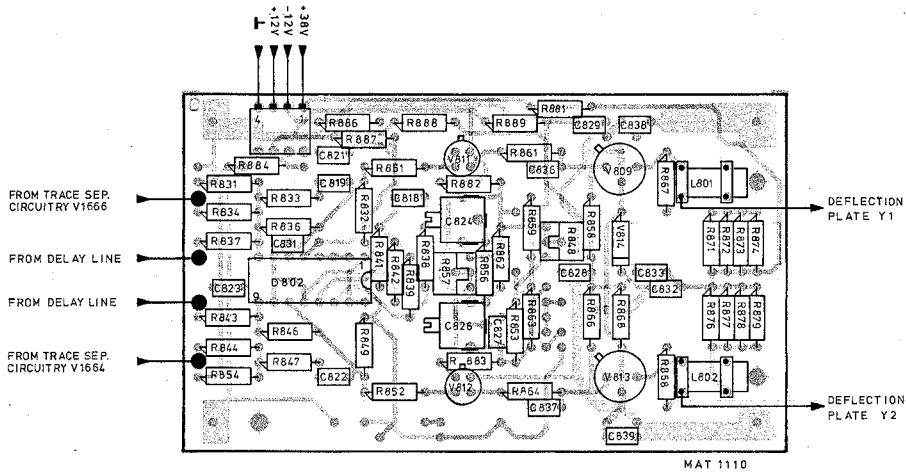 ⊥ +12V -12V +38V
4 1
R886 R888 R889 R881
R887 C829 C838
C821 V811 R861 V809
R884 R851 C836 R867
R831 C819 R882 L801
FROM TRACE SEP.
CIRCUITRY V1666
R833 R832 C818 C824
DEFLECTION
PLATE Y1
R834 R859 R858 V814
R836 R848 R871 R872 R873 R874
R837 C831 R841 R838 R862
FROM DELAY LINE
D802 1 R842 R839 R857 R856 C828 C833
9
C823 C832
FROM DELAY LINE
R843 C826 C827 R853 R863 R866 R868 R876 R877 R878 R879
R846 R849
R844
FROM TRACE SEP.
CIRCUITRY V1664
R847 R883 R858
R854 C822 V812 V813 L802
R852 R864
C837
DEFLECTION
PLATE Y2
C839
MAT 1110